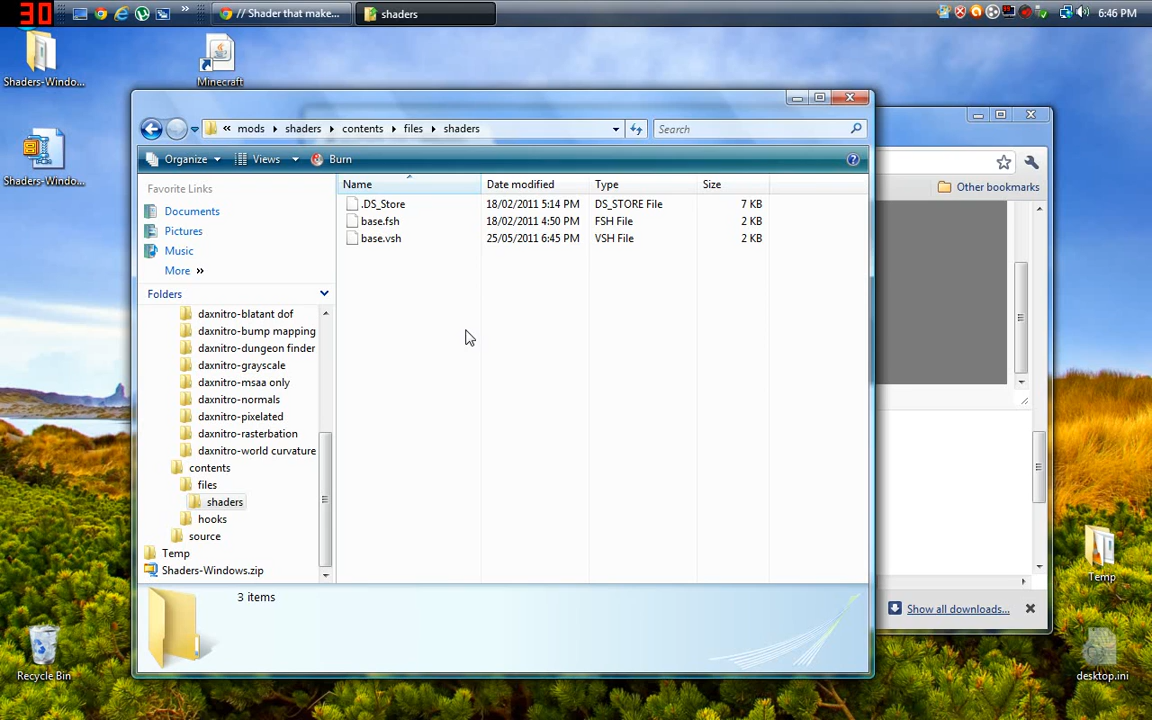 30
»
// Shader that make...
shaders
6:46 PM
Shaders-Windo...
Minecraft
Shaders-Windo...
« mods ▸ shaders ▸ contents ▸ files ▸ shaders
Search
Organize
Views
Burn
Other bookmarks
Favorite Links
Documents
Pictures
Music
More »
Folders
daxnitro-blatant dof
daxnitro-bump mapping
daxnitro-dungeon finder
daxnitro-grayscale
daxnitro-msaa only
daxnitro-normals
daxnitro-pixelated
daxnitro-rasterbation
daxnitro-world curvature
contents
files
shaders
hooks
source
Temp
Shaders-Windows.zip
Name Date modified Type Size
.DS_Store 18/02/2011 5:14 PM DS_STORE File 7 KB
base.fsh 18/02/2011 4:50 PM FSH File 2 KB
base.vsh 25/05/2011 6:45 PM VSH File 2 KB
3 items
Show all downloads...
Temp
Recycle Bin
desktop.ini